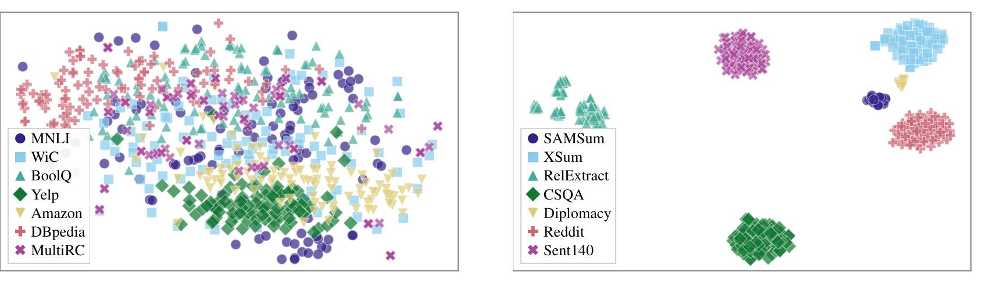 MNLI
WiC
BoolQ
Yelp
Amazon
DBpedia
MultiRC
SAMSum
XSum
RelExtract
CSQA
Diplomacy
Reddit
Sent140